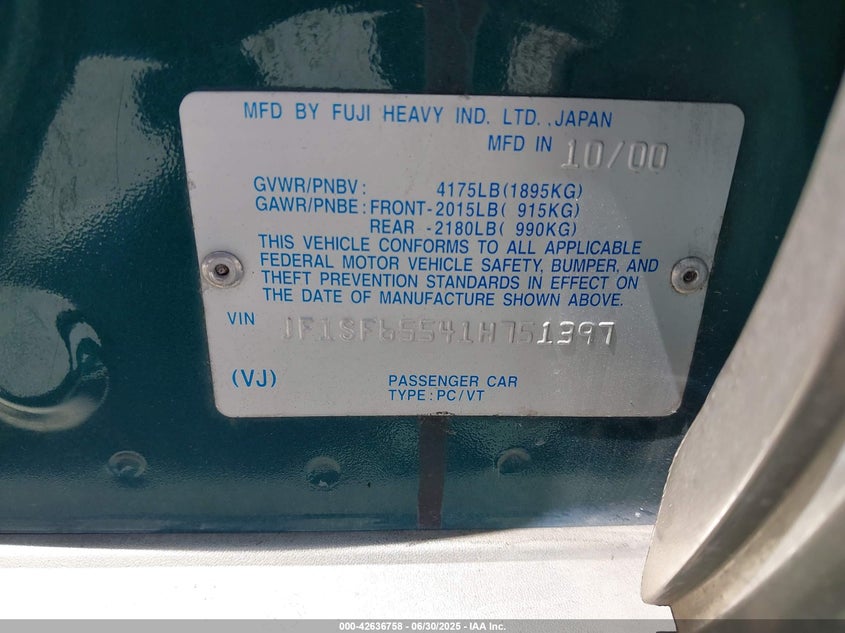 MFD BY FUJI HEAVY IND. LTD. ,JAPAN
MFD IN 10/00
GVWR/PNBV : 4175LB(1895KG)
GAWR/PNBE : FRONT-2015LB( 915KG)
REAR -2180LB( 990KG)
THIS VEHICLE CONFORMS TO ALL APPLICABLE
FEDERAL MOTOR VEHICLE SAFETY, BUMPER, AND
THEFT PREVENTION STANDARDS IN EFFECT ON
THE DATE OF MANUFACTURE SHOWN ABOVE.
VIN JF1SF65541H751397
(VJ) PASSENGER CAR
TYPE : PC/VT
000-42636758 - 06/30/2025 - IAA Inc.